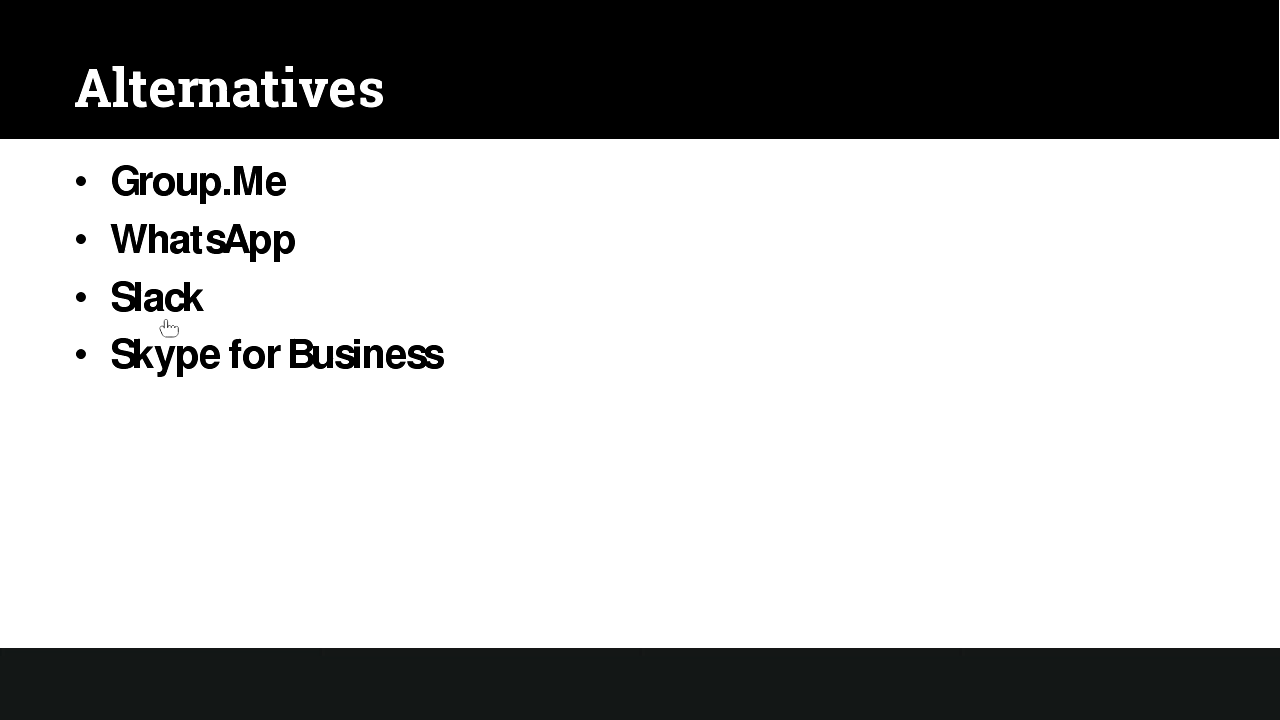 Alternatives
• Group.Me
• WhatsApp
• Slack
• Skype for Business